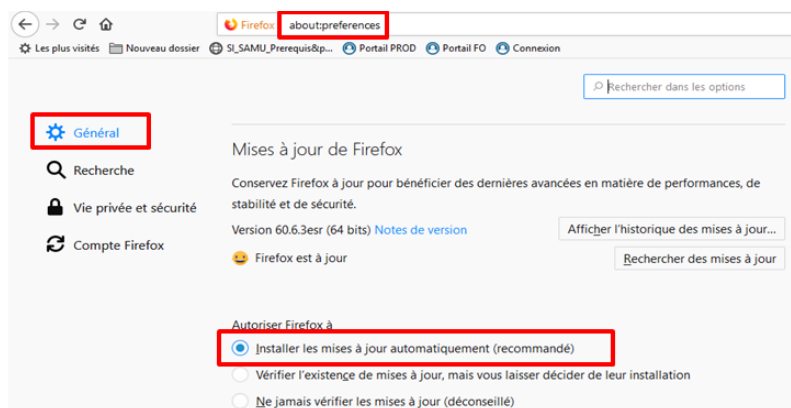 Firefox about:preferences
Les plus visités Nouveau dossier SI_SAMU_Prerequis&p... Portail PROD Portail FO Connexion
Rechercher dans les options
Général
Recherche
Vie privée et sécurité
Compte Firefox
Mises à jour de Firefox
Conservez Firefox à jour pour bénéficier des dernières avancées en matière de performances, de
stabilité et de sécurité.
Version 60.6.3esr (64 bits) Notes de version
Afficher l'historique des mises à jour...
Firefox est à jour
Rechercher des mises à jour
Autoriser Firefox à
Installer les mises à jour automatiquement (recommandé)
Vérifier l'existence de mises à jour, mais vous laisser décider de leur installation
Ne jamais vérifier les mises à jour (déconseillé)